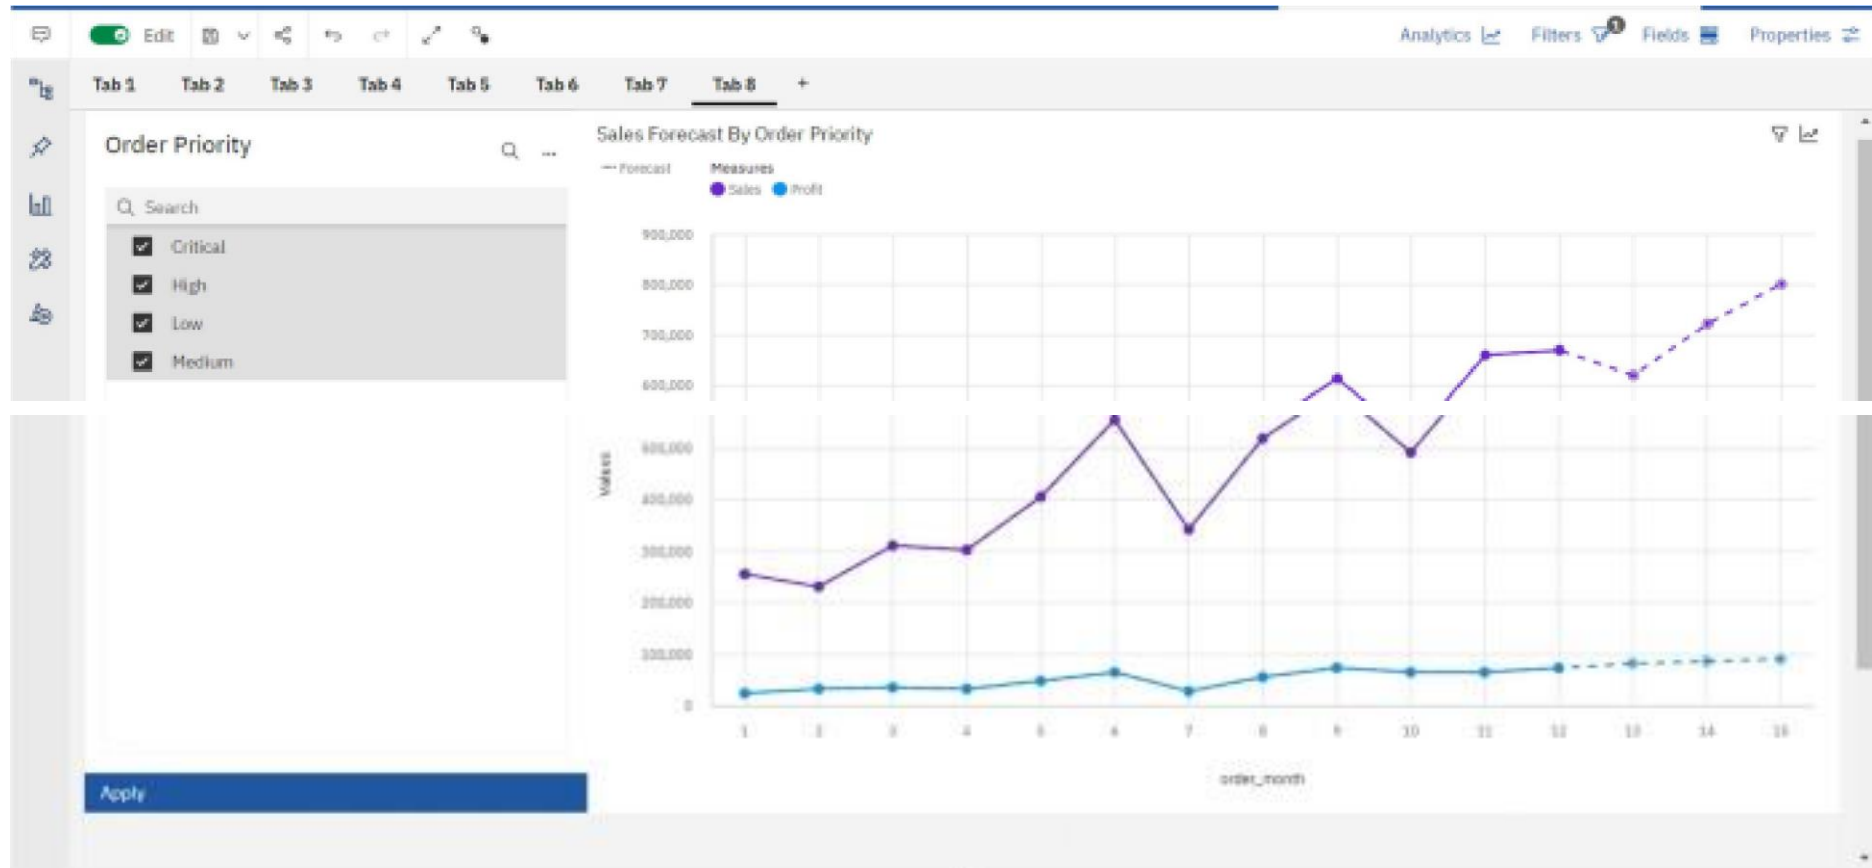 Edit
Analytics Filters 1 Fields Properties
Tab 1 Tab 2 Tab 3 Tab 4 Tab 5 Tab 6 Tab 7 Tab 8 +
Order Priority ...
Search
Critical
High
Low
Medium
Apply
Sales Forecast By Order Priority
Forecast Measures
Sales Profit
900,000
800,000
700,000
600,000
400,000
300,000
200,000
100,000
0
Values
1 2 3 4 5 6 7 8 9 10 11 12 13 14 15
order_month